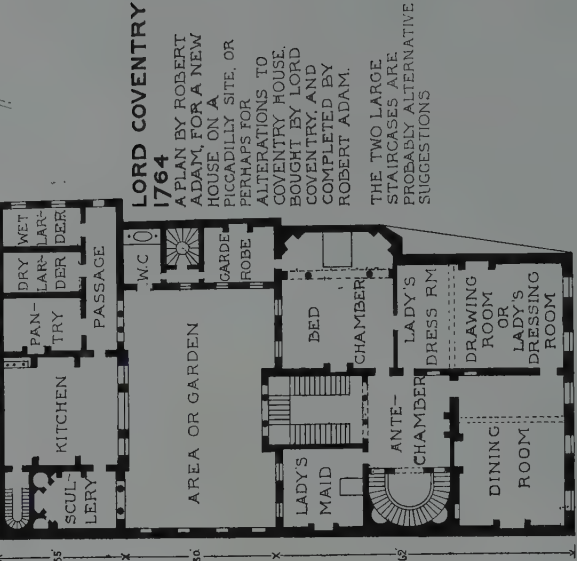 LORD COVENTRY
1764
A PLAN BY ROBERT
ADAM, FOR A NEW
HOUSE ON A
PICCADILLY SITE, OR
PERHAPS FOR
ALTERATIONS TO
COVENTRY HOUSE,
BOUGHT BY LORD
COVENTRY, AND
COMPLETED BY
ROBERT ADAM.
THE TWO LARGE
STAIRCASES ARE
PROBABLY ALTERNATIVE
SUGGESTIONS
WET
LAR-
DER
DRY
LAR-
DER
PAN-
TRY
PASSAGE
KITCHEN
SCUL-
LERY
W.C
GARDE
ROBE
AREA OR GARDEN
BED
CHAMBER
LADY'S
DRESS RM
DRAWING
ROOM
OR
LADY'S
DRESSING
ROOM
LADY'S
MAID
ANTE-
CHAMBER
DINING
ROOM
62